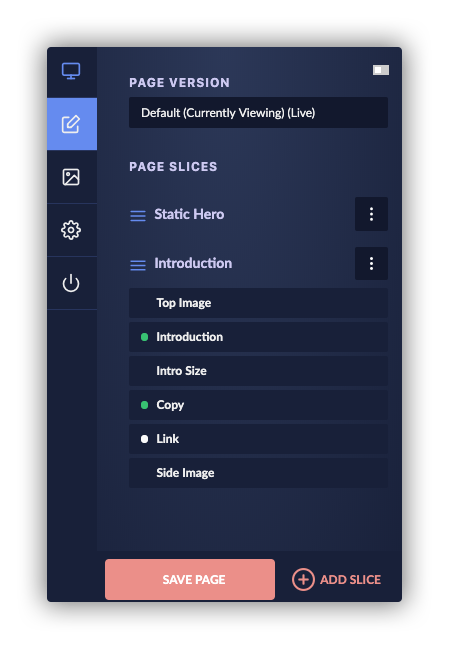 PAGE VERSION
Default (Currently Viewing) (Live)
PAGE SLICES
Static Hero
Introduction
Top Image
Introduction
Intro Size
Copy
Link
Side Image
SAVE PAGE
ADD SLICE